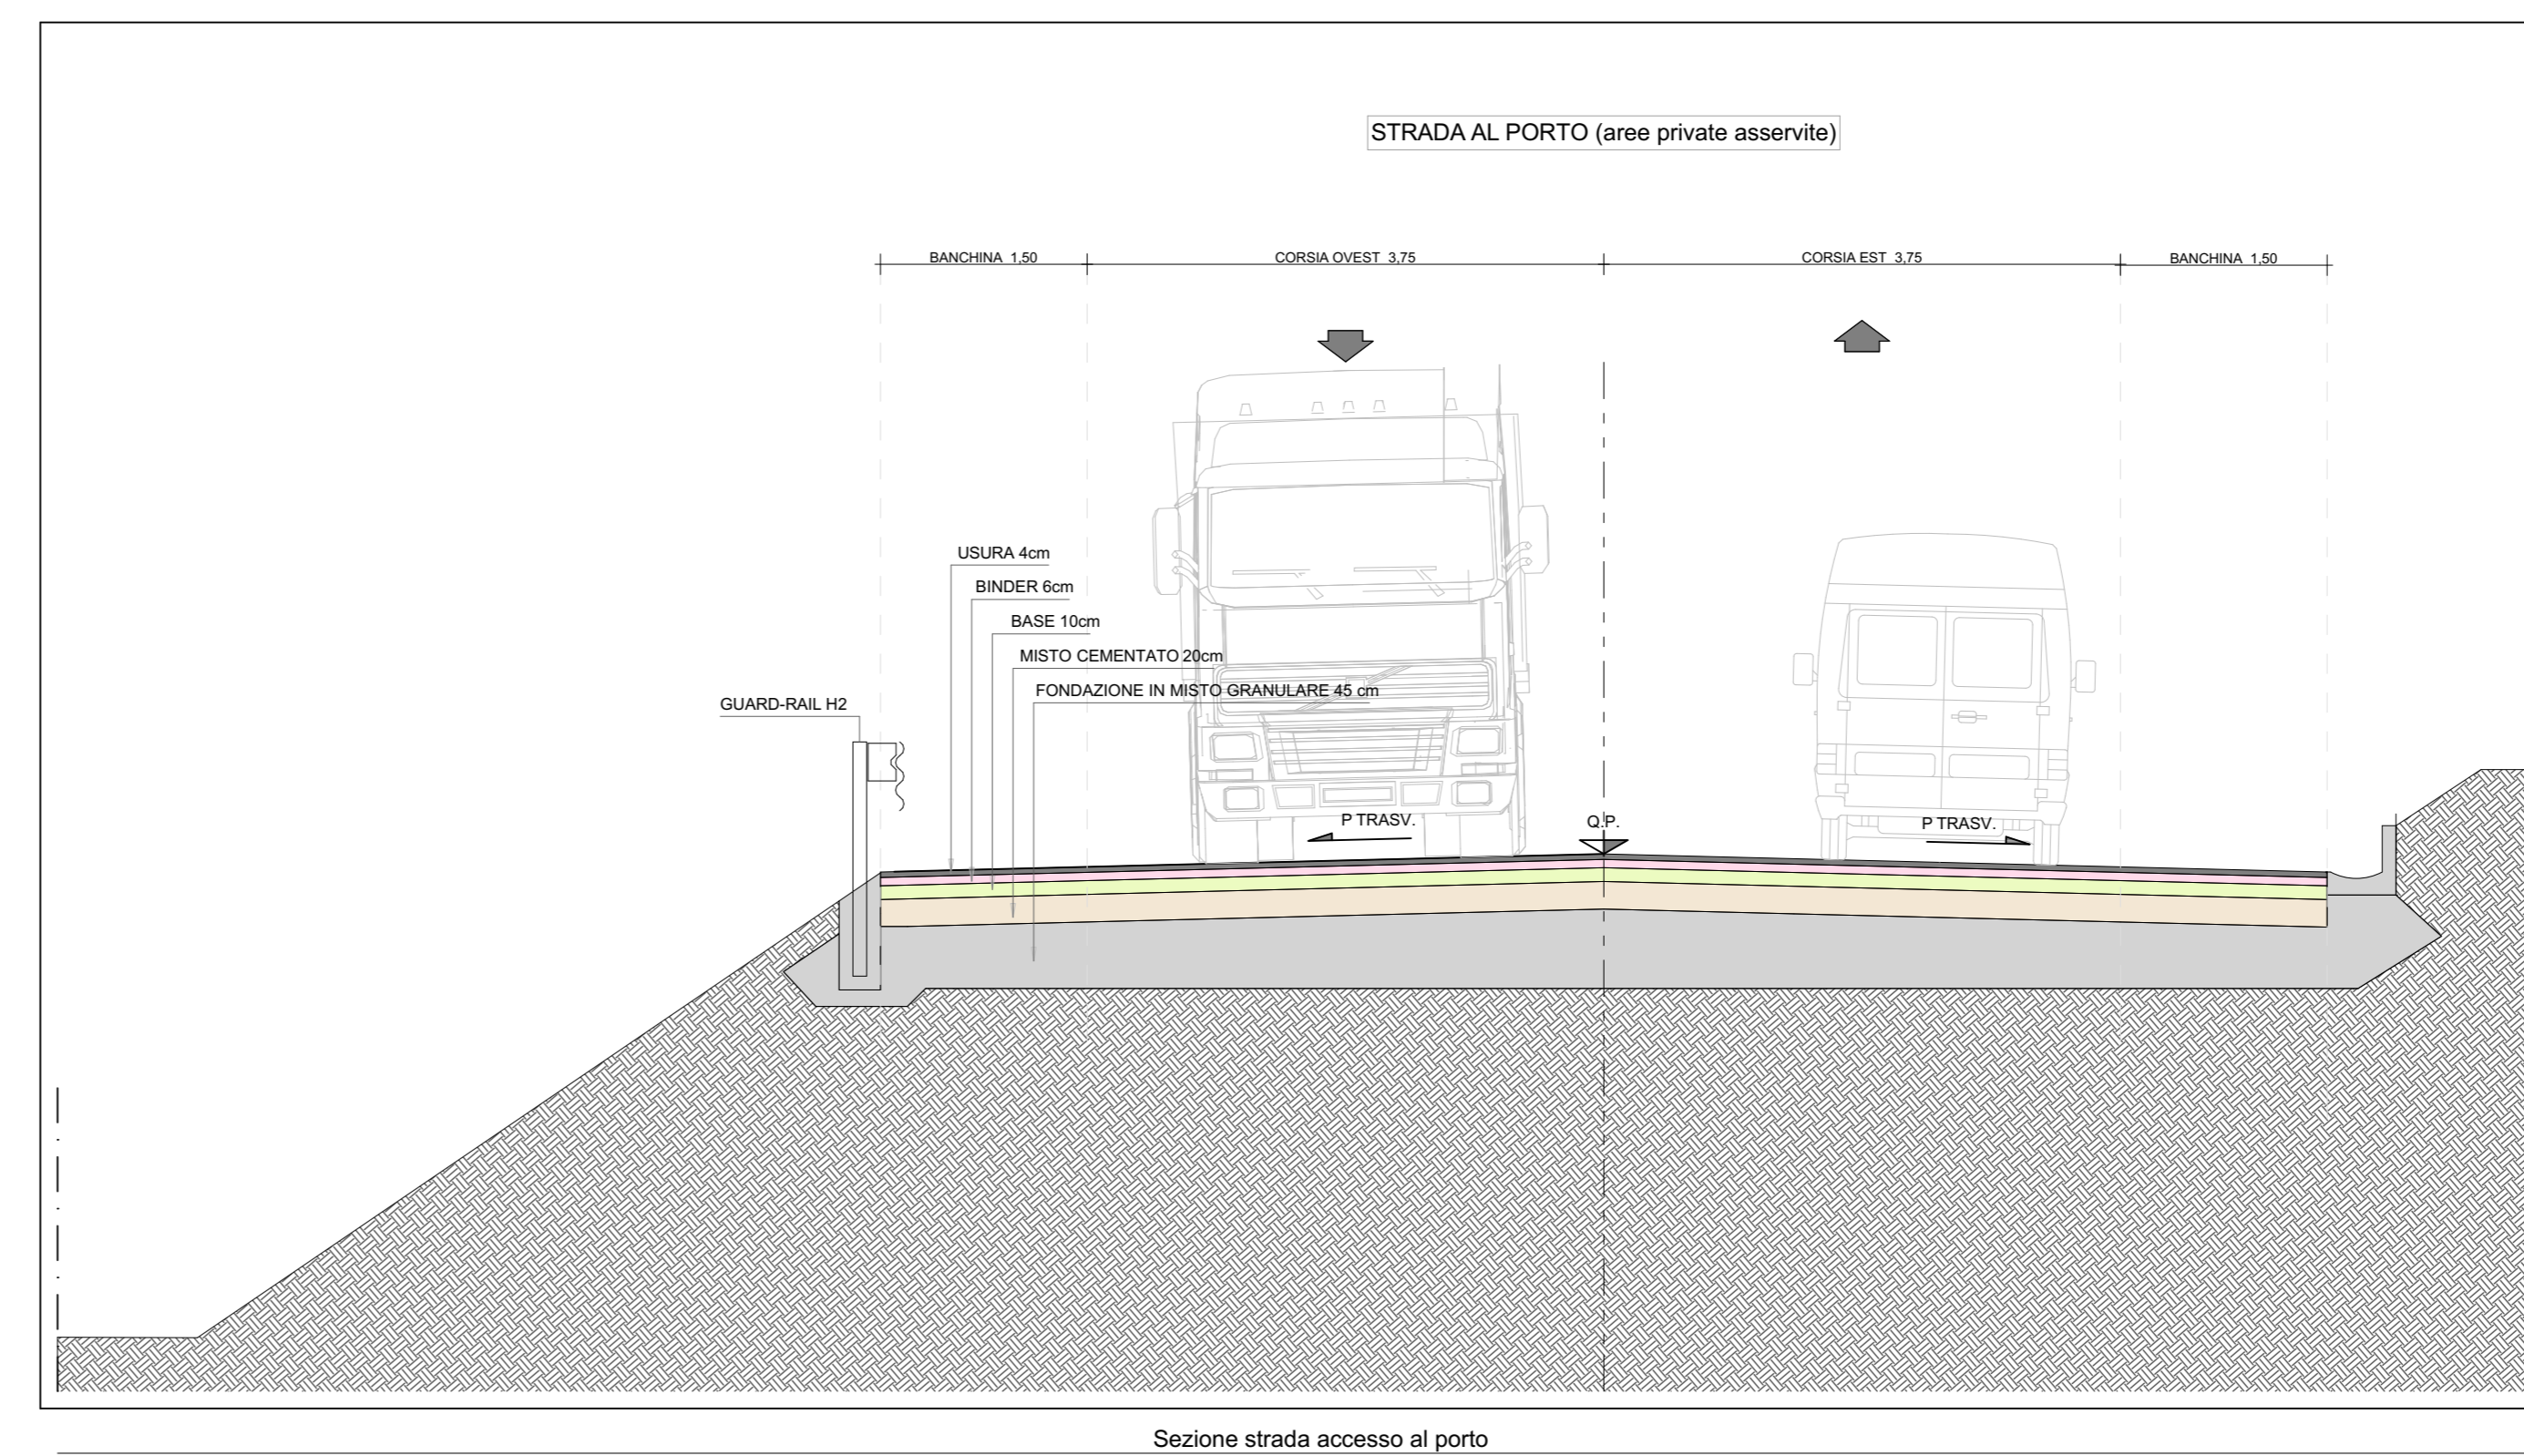 STRADA AL PORTO (aree private asservite)
BANCHINA 1,50
CORSIA OVEST 3,75
CORSIA EST 3,75
BANCHINA 1,50
USURA 4cm
BINDER 6cm
BASE 10cm
MISTO CEMENTATO 20cm
FONDAZIONE IN MISTO GRANULARE 45 cm
GUARD-RAIL H2
P TRASV.
Q.P.
P TRASV.
Sezione strada accesso al porto